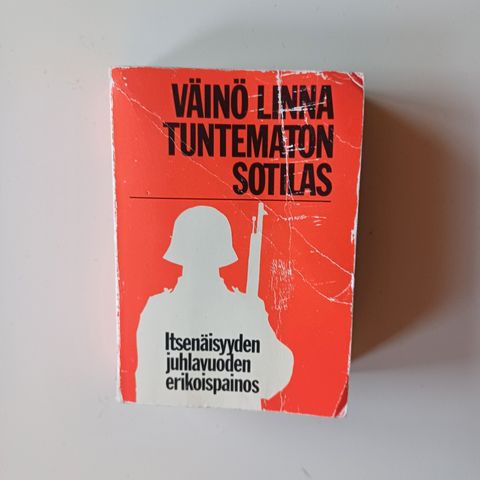 VÄINÖ LINNA
TUNTEMATON
SOTILAS
Itsenäisyyden
juhlavuoden
erikoispainos